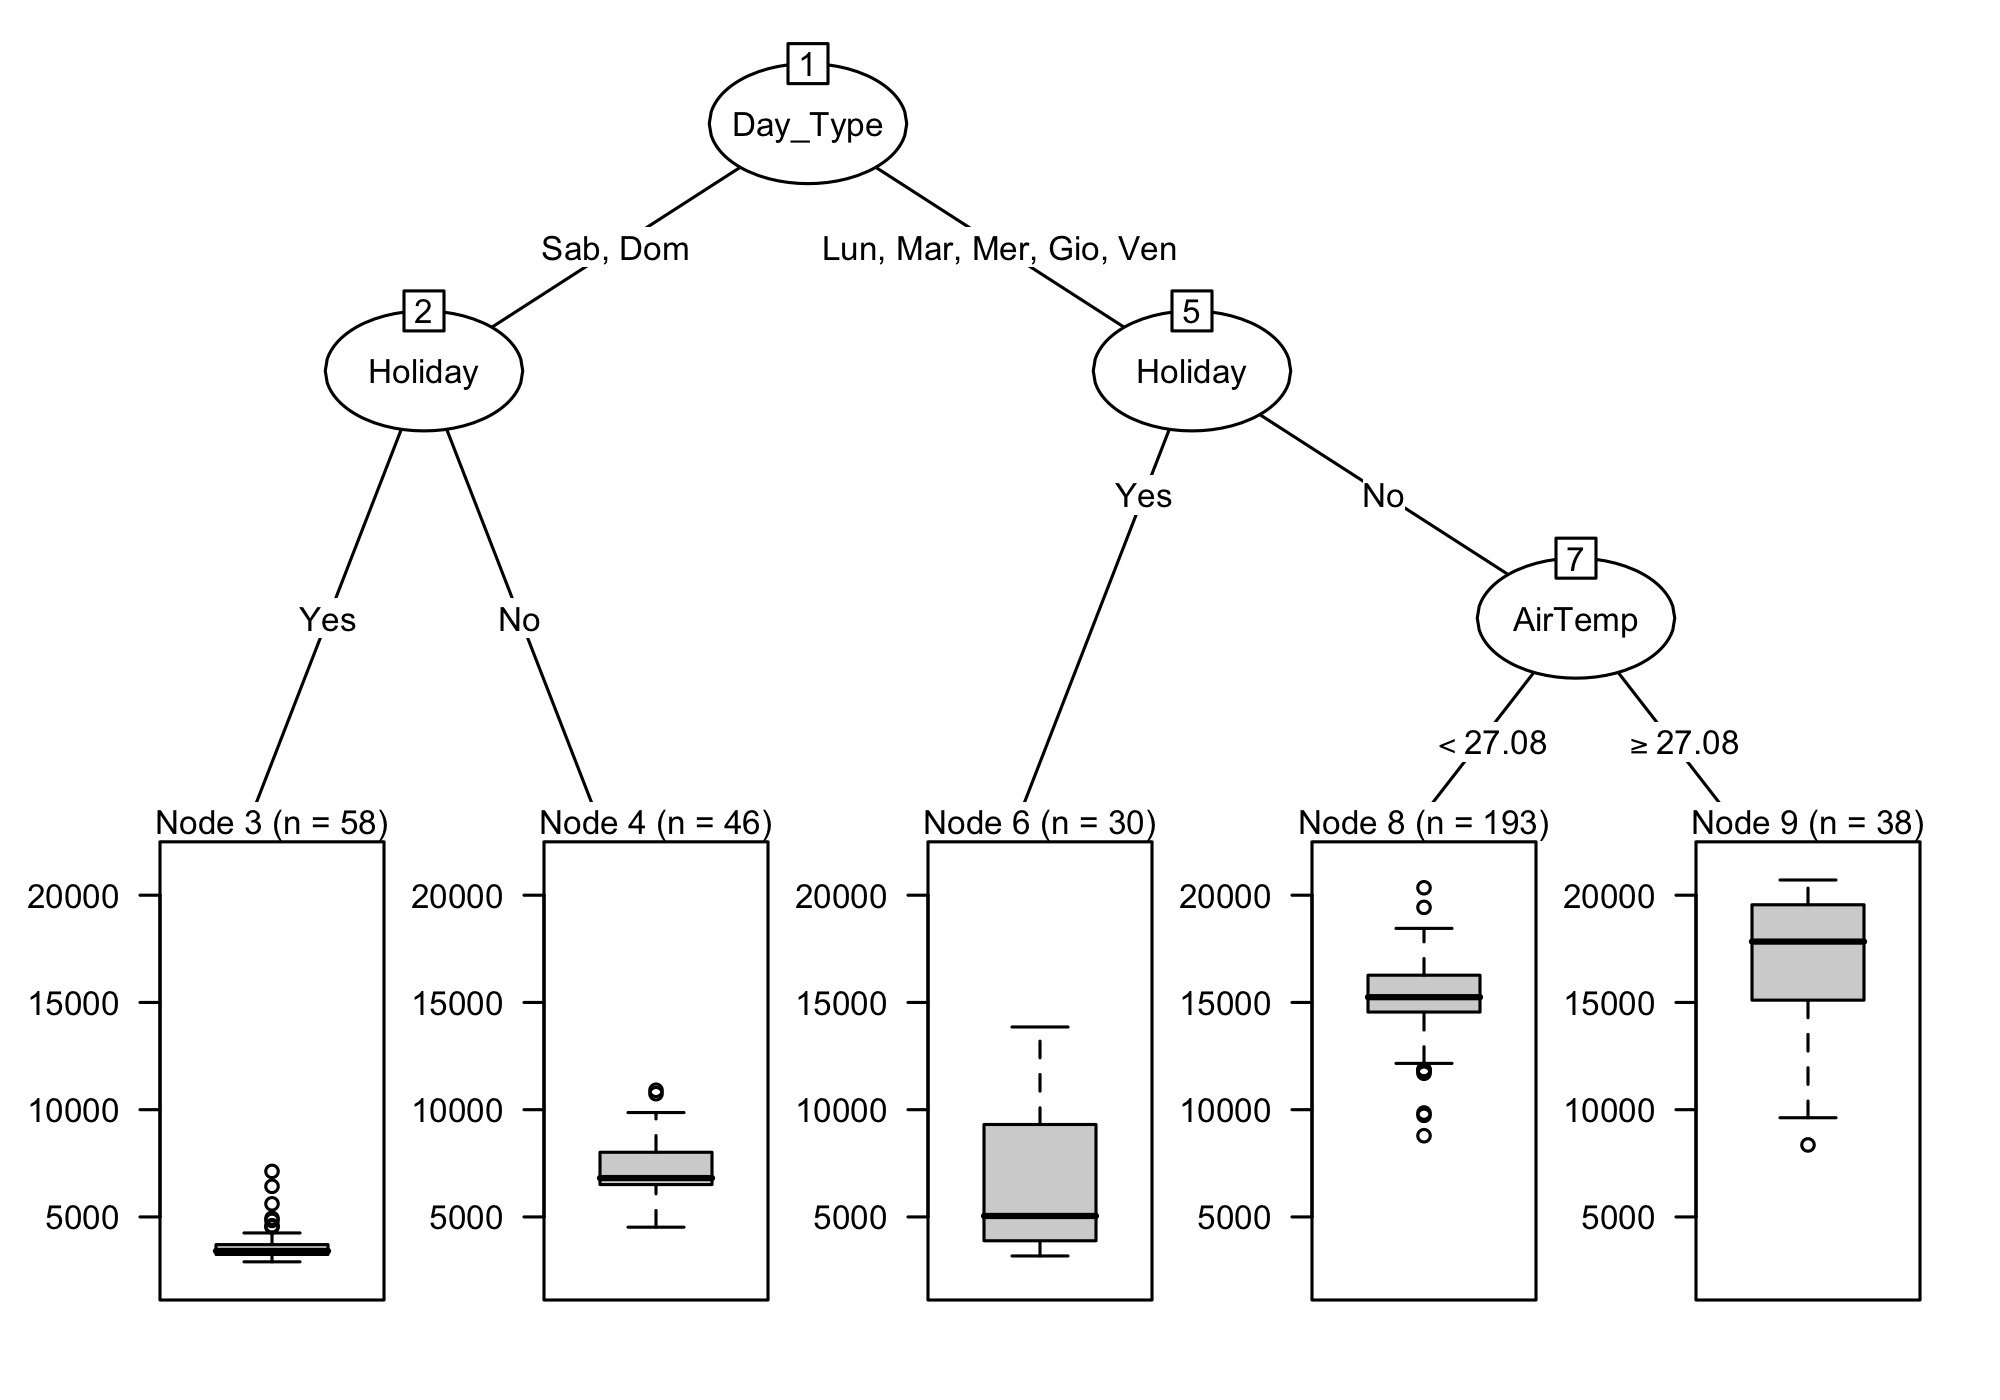 1
Day_Type
Sab, Dom
Lun, Mar, Mer, Gio, Ven
2
Holiday
5
Holiday
Yes
No
Yes
No
7
AirTemp
< 27.08
≥ 27.08
Node 3 (n = 58)
20000
15000
10000
5000
Node 4 (n = 46)
20000
15000
10000
5000
Node 6 (n = 30)
20000
15000
10000
5000
Node 8 (n = 193)
20000
15000
10000
5000
Node 9 (n = 38)
20000
15000
10000
5000